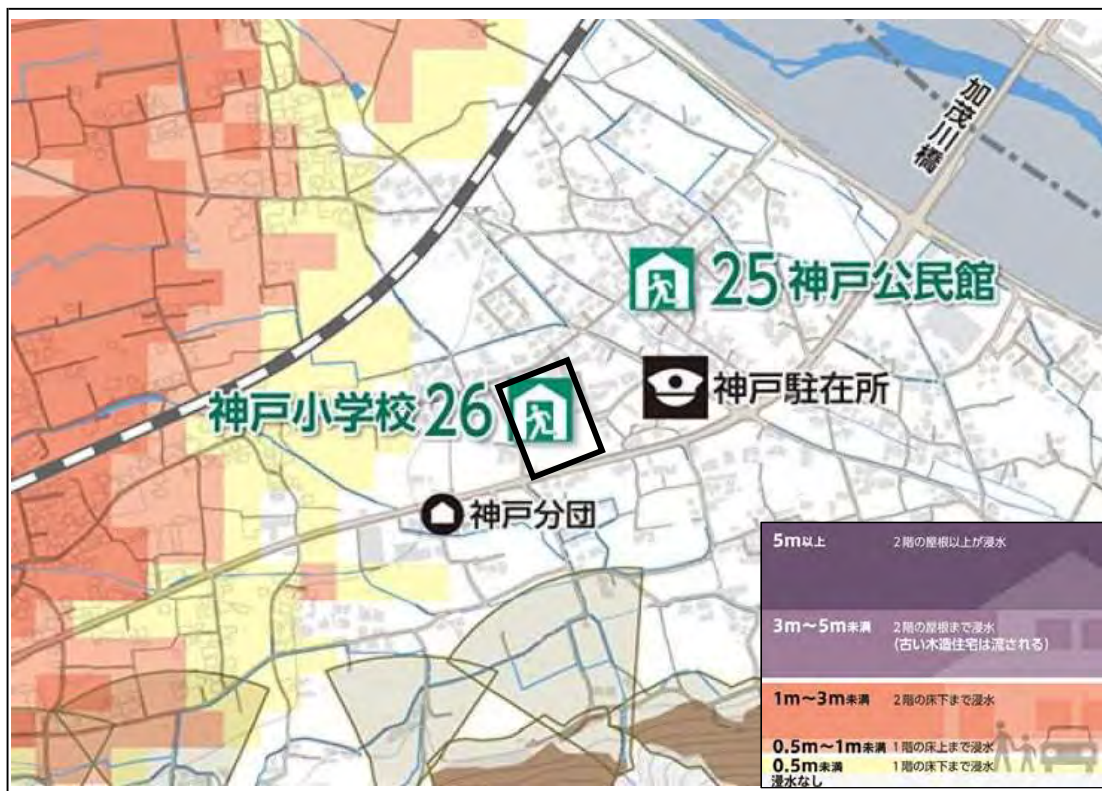 加茂川橋
25 神戸公民館
神戸駐在所
神戸小学校 26
神戸分団
5m以上 2階の屋根以上が浸水
3m～5m未満 2階の屋根まで浸水
(古い木造住宅は流される)
1m～3m未満 2階の床下まで浸水
0.5m～1m未満 1階の床上まで浸水
0.5m未満 1階の床下まで浸水
浸水なし